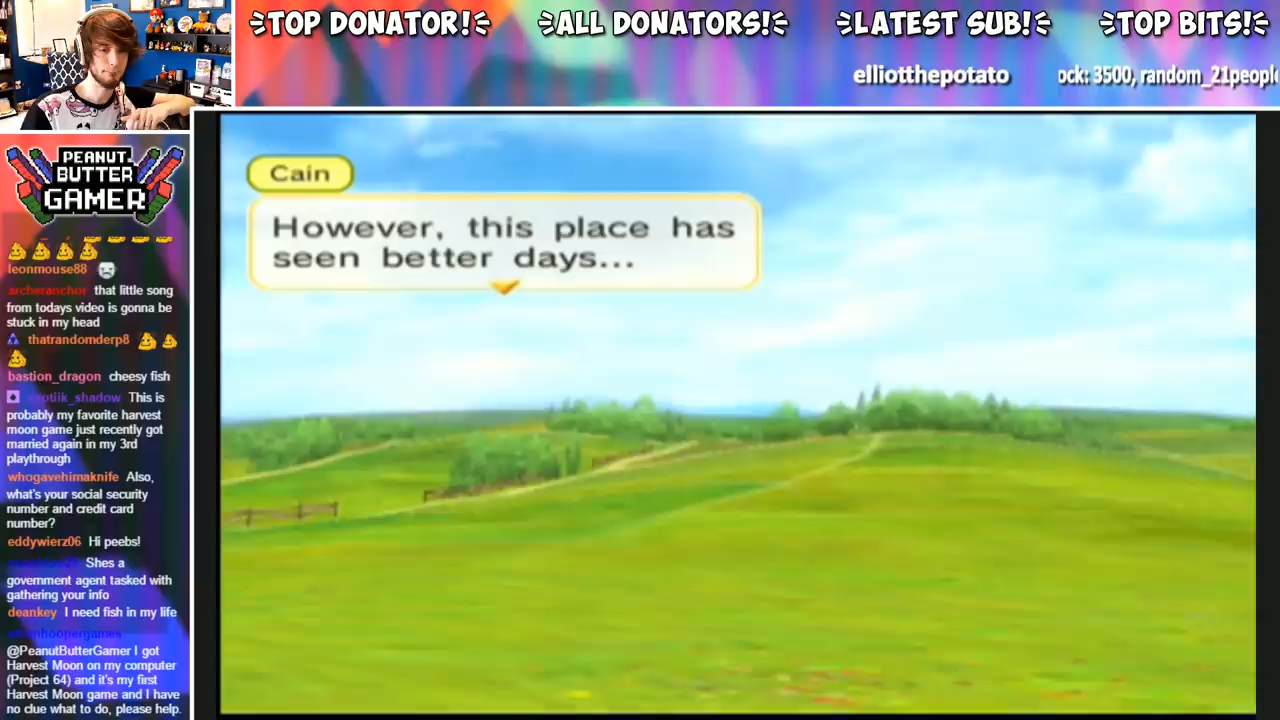 TOP DONATOR!
ALL DONATORS!
LATEST SUB!
TOP BITS!
elliotthepotato
ock: 3500, random_21people
PEANUT
BUTTER
GAMER
Cain
However, this place has
seen better days...
leonmouse88
archeranchor that little song
from todays video is gonna be
stuck in my head
thatrandomderp8
bastion_dragon cheesy fish
This is
probably my favorite harvest
moon game just recently got
married again in my 3rd
playthrough
whogavehimaknife Also,
what's your social security
number and credit card
number?
eddywierz06 Hi peebs!
Shes a
government agent tasked with
gathering your info
deankey I need fish in my life
@PeanutButterGamer I got
Harvest Moon on my computer
(Project 64) and it's my first
Harvest Moon game and I have
no clue what to do, please help.